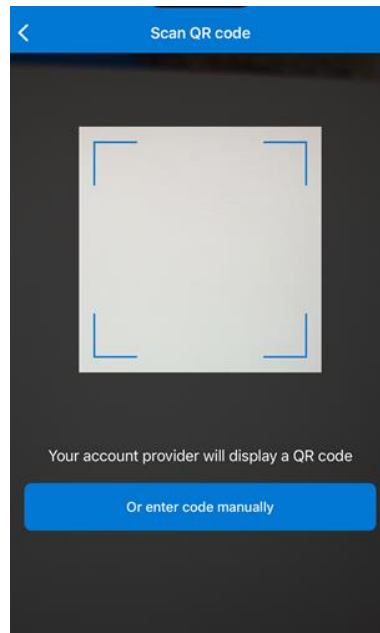 Scan QR code
Your account provider will display a QR code
Or enter code manually